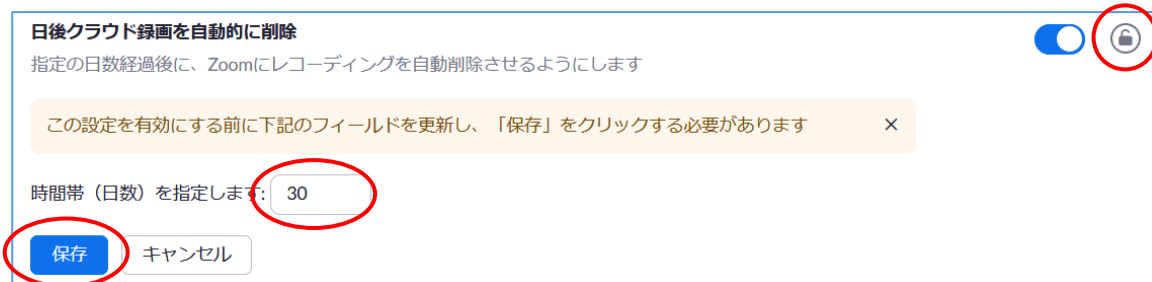 日後クラウド録画を自動的に削除
指定の日数経過後に、Zoomにレコーディングを自動削除させるようにします
この設定を有効にする前に下記のフィールドを更新し、「保存」をクリックする必要があります ×
時間帯（日数）を指定します: 30
保存 キャンセル